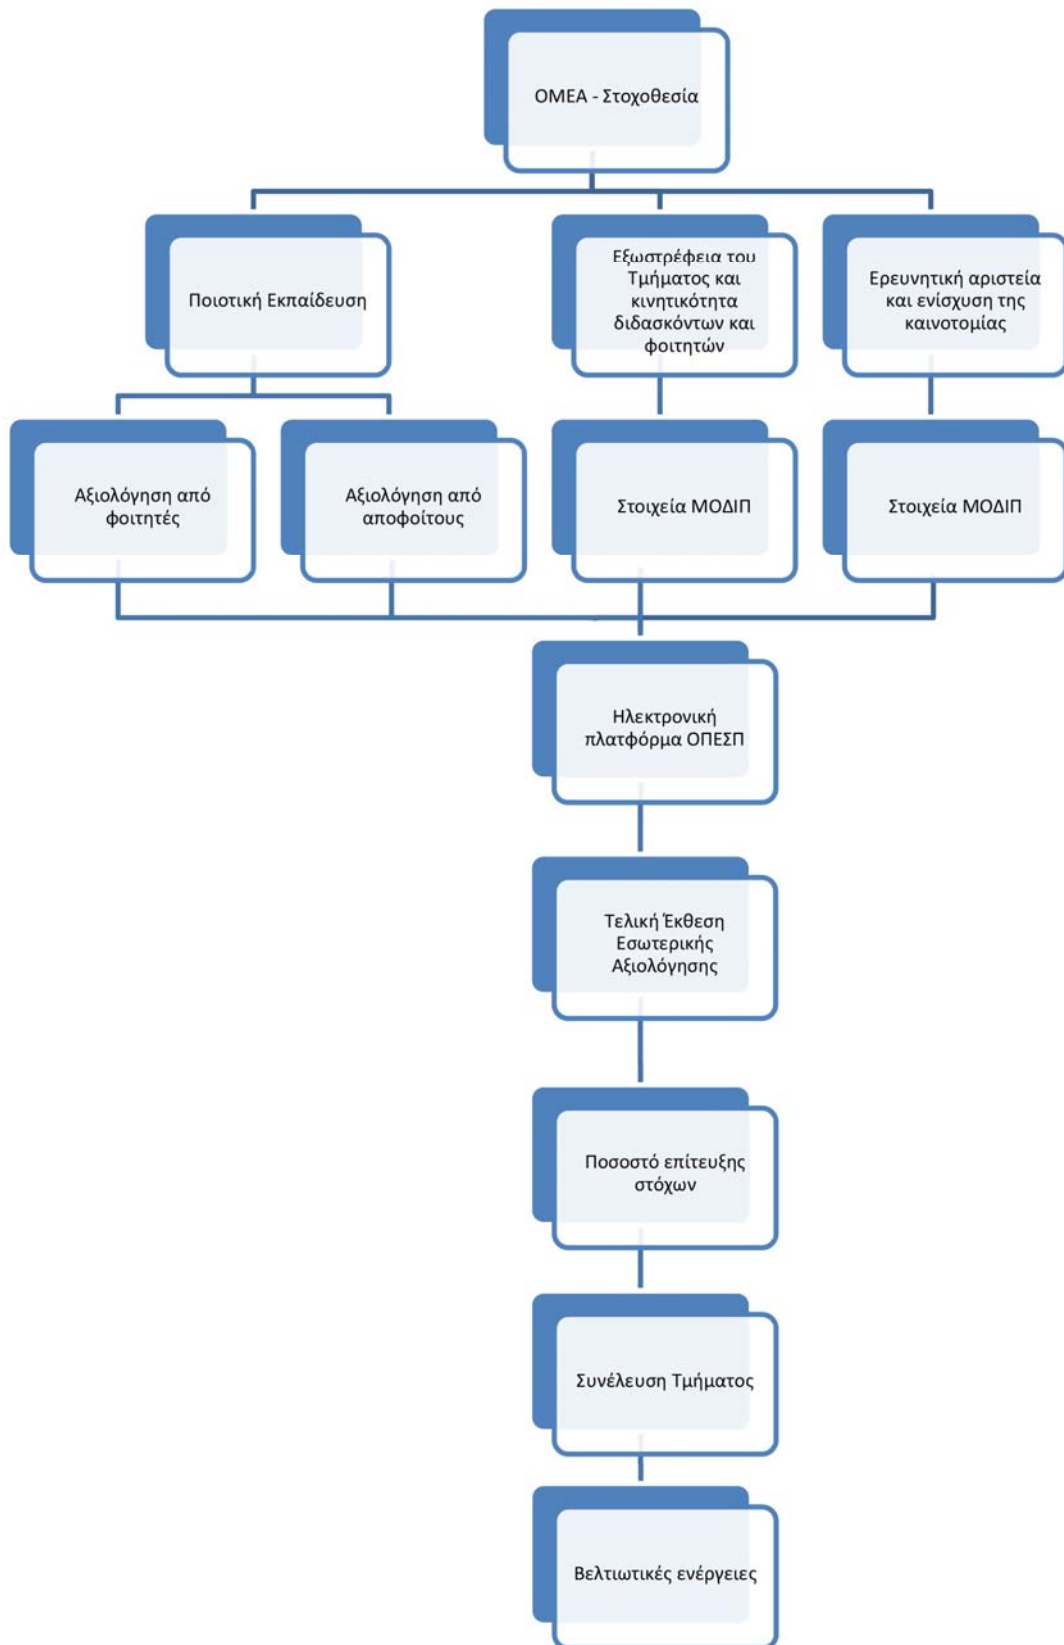 ΟΜΕΑ - Στοχοθεσία
Ποιοτική Εκπαίδευση
Εξωστρέφεια του
Τμήματος και
κινητικότητα
διδασκόντων και
φοιτητών
Ερευνητική αριστεία
και ενίσχυση της
καινοτομίας
Αξιολόγηση από
φοιτητές
Αξιολόγηση από
αποφοίτους
Στοιχεία ΜΟΔΙΠ
Στοιχεία ΜΟΔΙΠ
Ηλεκτρονική
πλατφόρμα ΟΠΕΣΠ
Τελική Έκθεση
Εσωτερικής
Αξιολόγησης
Ποσοστό επίτευξης
στόχων
Συνέλευση Τμήματος
Βελτιωτικές ενέργειες